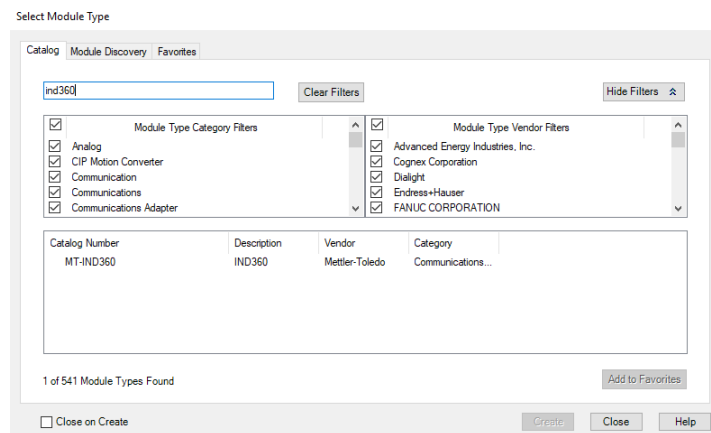 Select Module Type
Catalog Module Discovery Favorites
ind360 Clear Filters Hide Filters
Module Type Category Filters Module Type Vendor Filters
Analog Advanced Energy Industries, Inc.
CIP Motion Converter Cognex Corporation
Communication Dialight
Communications Endress+Hauser
Communications Adapter FANUC CORPORATION
Catalog Number Description Vendor Category
MT-IND360 IND360 Mettler-Toledo Communications...
1 of 541 Module Types Found Add to Favorites
Close on Create Create Close Help